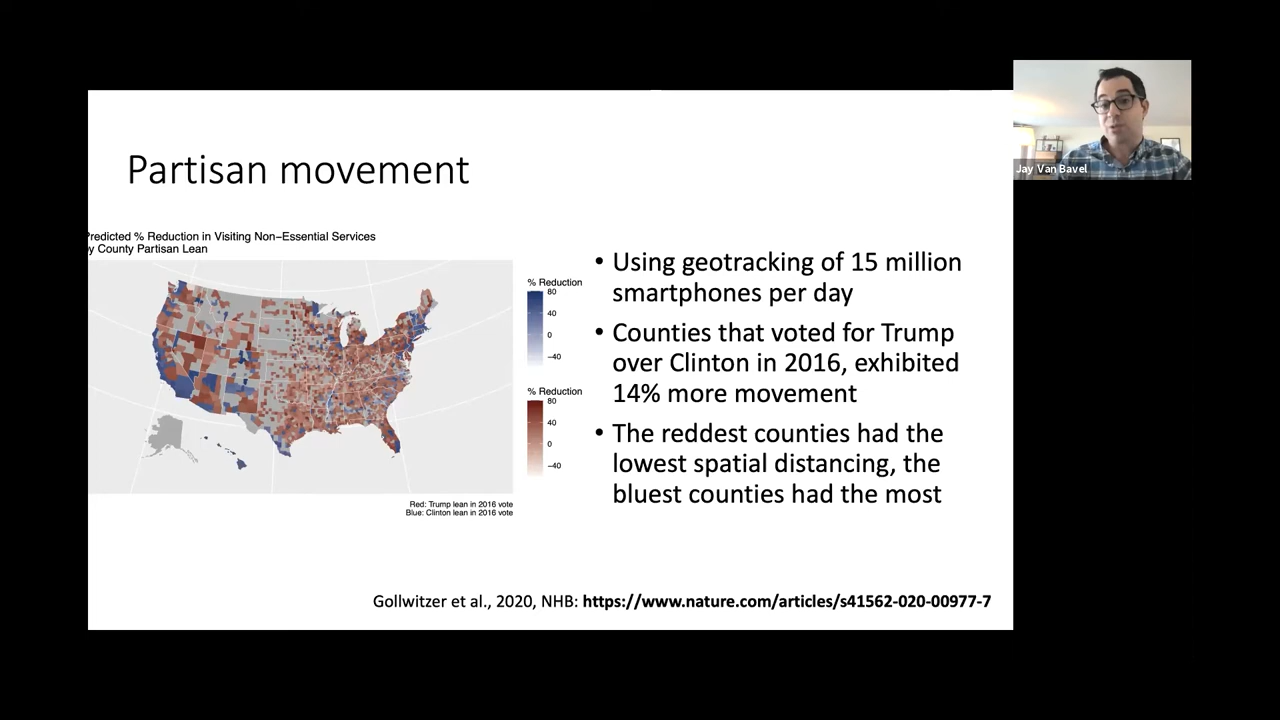 Partisan movement
Predicted % Reduction in Visiting Non−Essential Services
by County Partisan Lean
% Reduction
80
40
0
−40
% Reduction
80
40
0
−40
Red: Trump lean in 2016 vote
Blue: Clinton lean in 2016 vote
• Using geotracking of 15 million
smartphones per day
• Counties that voted for Trump
over Clinton in 2016, exhibited
14% more movement
• The reddest counties had the
lowest spatial distancing, the
bluest counties had the most
Gollwitzer et al., 2020, NHB: https://www.nature.com/articles/s41562-020-00977-7
Jay Van Bavel